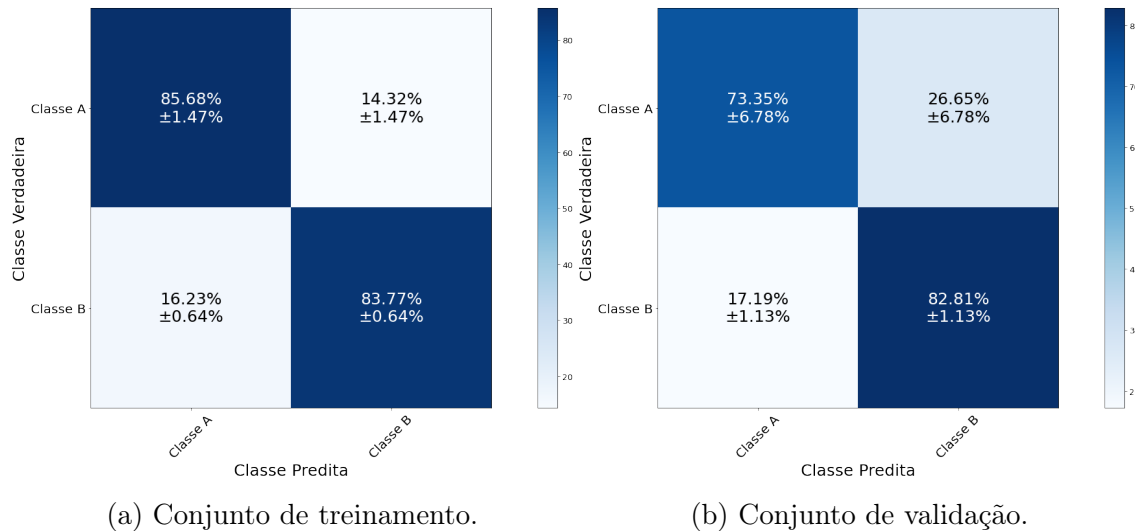 Classe Verdadeira
Classe A
Classe B
85.68%
±1.47%
14.32%
±1.47%
16.23%
±0.64%
83.77%
±0.64%
Classe A
Classe B
Classe Predita
80
70
60
50
40
30
20
(a) Conjunto de treinamento.
Classe Verdadeira
Classe A
Classe B
73.35%
±6.78%
26.65%
±6.78%
17.19%
±1.13%
82.81%
±1.13%
Classe A
Classe B
Classe Predita
(b) Conjunto de validação.